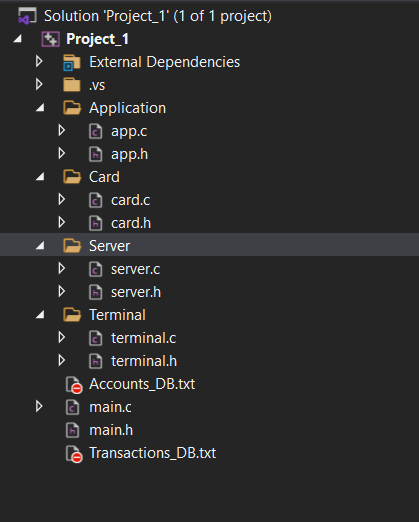 Solution 'Project_1' (1 of 1 project)
Project_1
External Dependencies
.vs
Application
app.c
app.h
Card
card.c
card.h
Server
server.c
server.h
Terminal
terminal.c
terminal.h
Accounts_DB.txt
main.c
main.h
Transactions_DB.txt